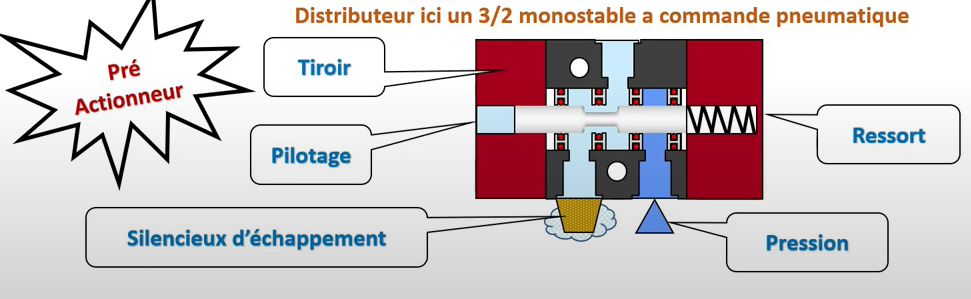 Distributeur ici un 3/2 monostable a commande pneumatique
Pré
Actionneur
Tiroir
Pilotage
Ressort
Silencieux d'échappement
Pression